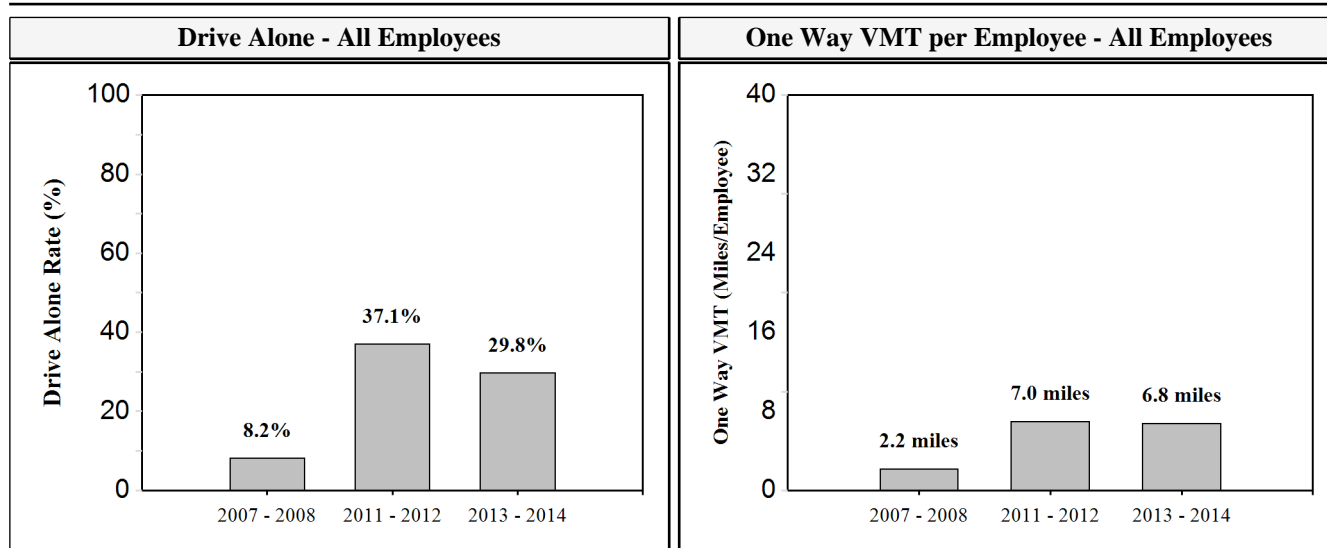 Drive Alone - All Employees
One Way VMT per Employee - All Employees
Drive Alone Rate (%)
100
80
60
40
20
0
8.2%
37.1%
29.8%
2007 - 2008
2011 - 2012
2013 - 2014
One Way VMT (Miles/Employee)
40
32
24
16
8
0
2.2 miles
7.0 miles
6.8 miles
2007 - 2008
2011 - 2012
2013 - 2014